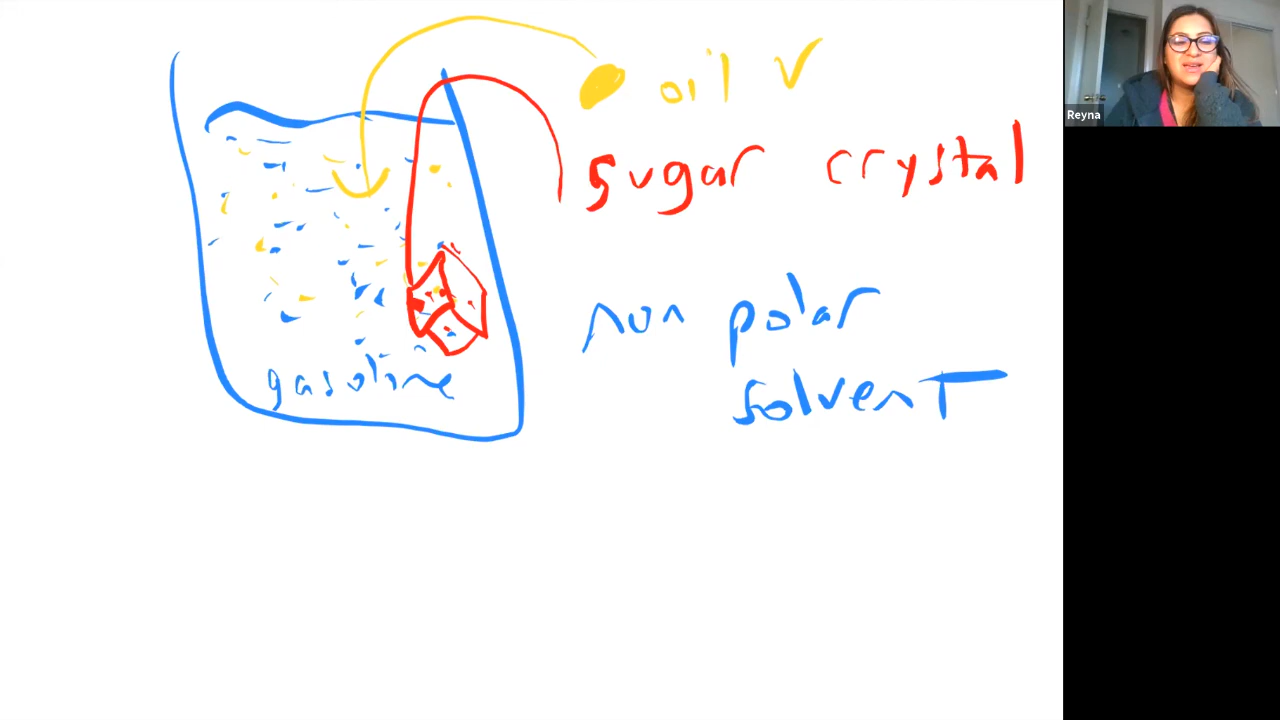 oil ✓
sugar crystal
non polar
solvent
gasoline
Reyna